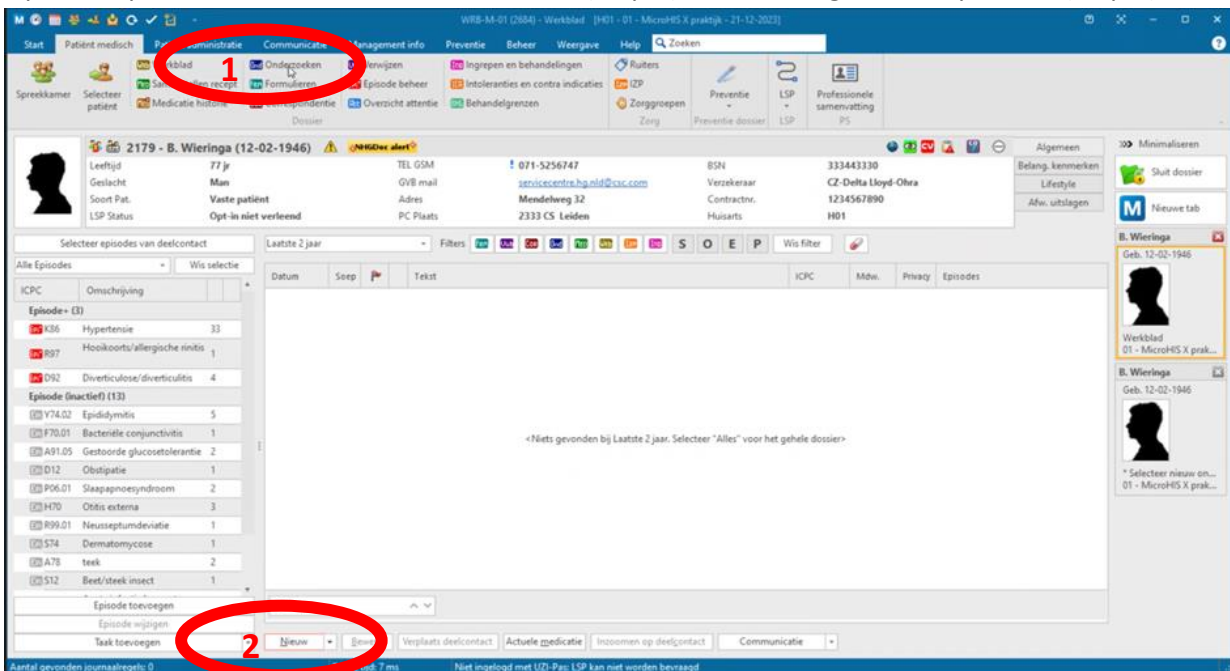 WRB-M-01 (2684) - Werkblad [H01 - 01 - MicroHIS X praktijk - 21-12-2023]
Start Patiënt medisch Communicatie Management info Preventie Beheer Weergave Help Zoeken
1
Werkblad Onderzoeken Verwijzen Ingrepen en behandelingen Ruiters
Formulieren Episode beheer Intoleranties en contra indicaties IZP
Medicatie historie Overzicht attentie Behandelgrenzen Zorggroepen
Spreekkamer Selecteer patiënt Preventie LSP Professionele samenvatting
Dossier Zorg Preventie dossier LSP PS
2179 - B. Wieringa (12-02-1946) NHGDoc alert
Leeftijd 77 jr TEL GSM ! 071-5256747 BSN 333443330
Geslacht Man GVB mail servicecentre.hg.nld@csc.com Verzekeraar CZ-Delta Lloyd-Ohra
Soort Pat. Vaste patiënt Adres Mendelweg 32 Contractnr. 1234567890
LSP Status Opt-in niet verleend PC Plaats 2333 CS Leiden Huisarts H01
Algemeen
Belang. kenmerken
Lifestyle
Afw. uitslagen
Minimaliseren
Sluit dossier
M Nieuwe tab
B. Wieringa
Geb. 12-02-1946
Werkblad
01 - MicroHIS X prak...
B. Wieringa
Geb. 12-02-1946
* Selecteer nieuw on...
01 - MicroHIS X prak...
Selecteer episodes van deelcontact Laatste 2 jaar Filters S O E P Wis filter
Alle Episodes Wis selectie
Datum Soep Tekst ICPC Mdw. Privacy Episodes
ICPC Omschrijving
Episode+ (3)
K86 Hypertensie 33
R97 Hooikoorts/allergische rinitis 1
D92 Diverticulose/diverticulitis 4
Episode (inactief) (13)
Y74.02 Epididymitis 5
F70.01 Bacteriële conjunctivitis 1
A91.05 Gestoorde glucosetolerantie 2
D12 Obstipatie 1
P06.01 Slaapapnoesyndroom 2
H70 Otitis externa 3
R99.01 Neusseptumdeviatie 1
S74 Dermatomycose 1
A78 teek 2
S12 Beet/steek insect 1
<Niets gevonden bij Laatste 2 jaar. Selecteer "Alles" voor het gehele dossier>
Episode toevoegen
Episode wijzigen
Taak toevoegen
2
Nieuw Verplaats deelcontact Actuele medicatie Inzoomen op deelcontact Communicatie
Aantal gevonden journaalregels: 0 7 ms Niet ingelogd met UZI-Pas: LSP kan niet worden bevraagd